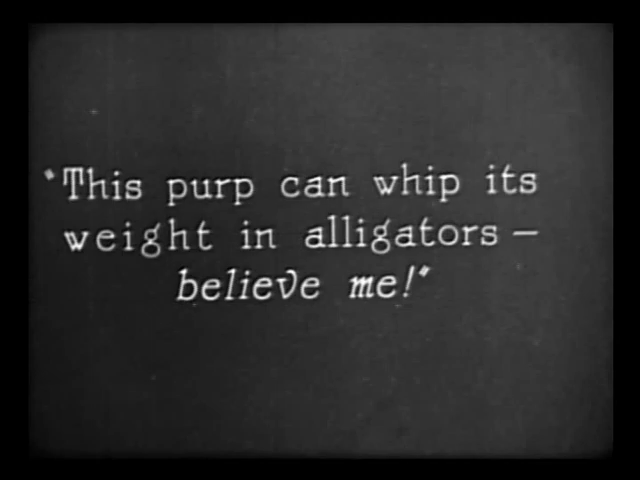 "This purp can whip its
weight in alligators —
believe me!"